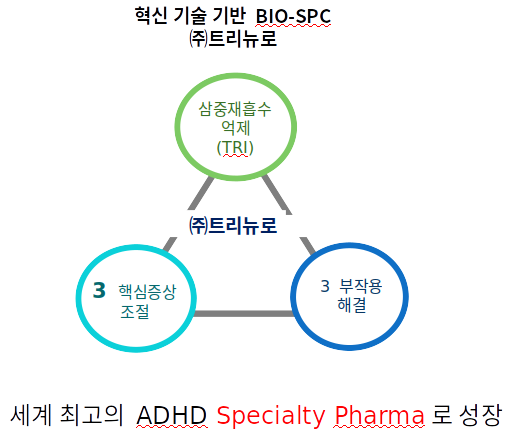 혁신 기술 기반 BIO-SPC
㈜트리뉴로
삼중재흡수
억제
(TRI)
㈜트리뉴로
3 핵심증상
조절
3 부작용
해결
세계 최고의 ADHD Specialty Pharma 로 성장